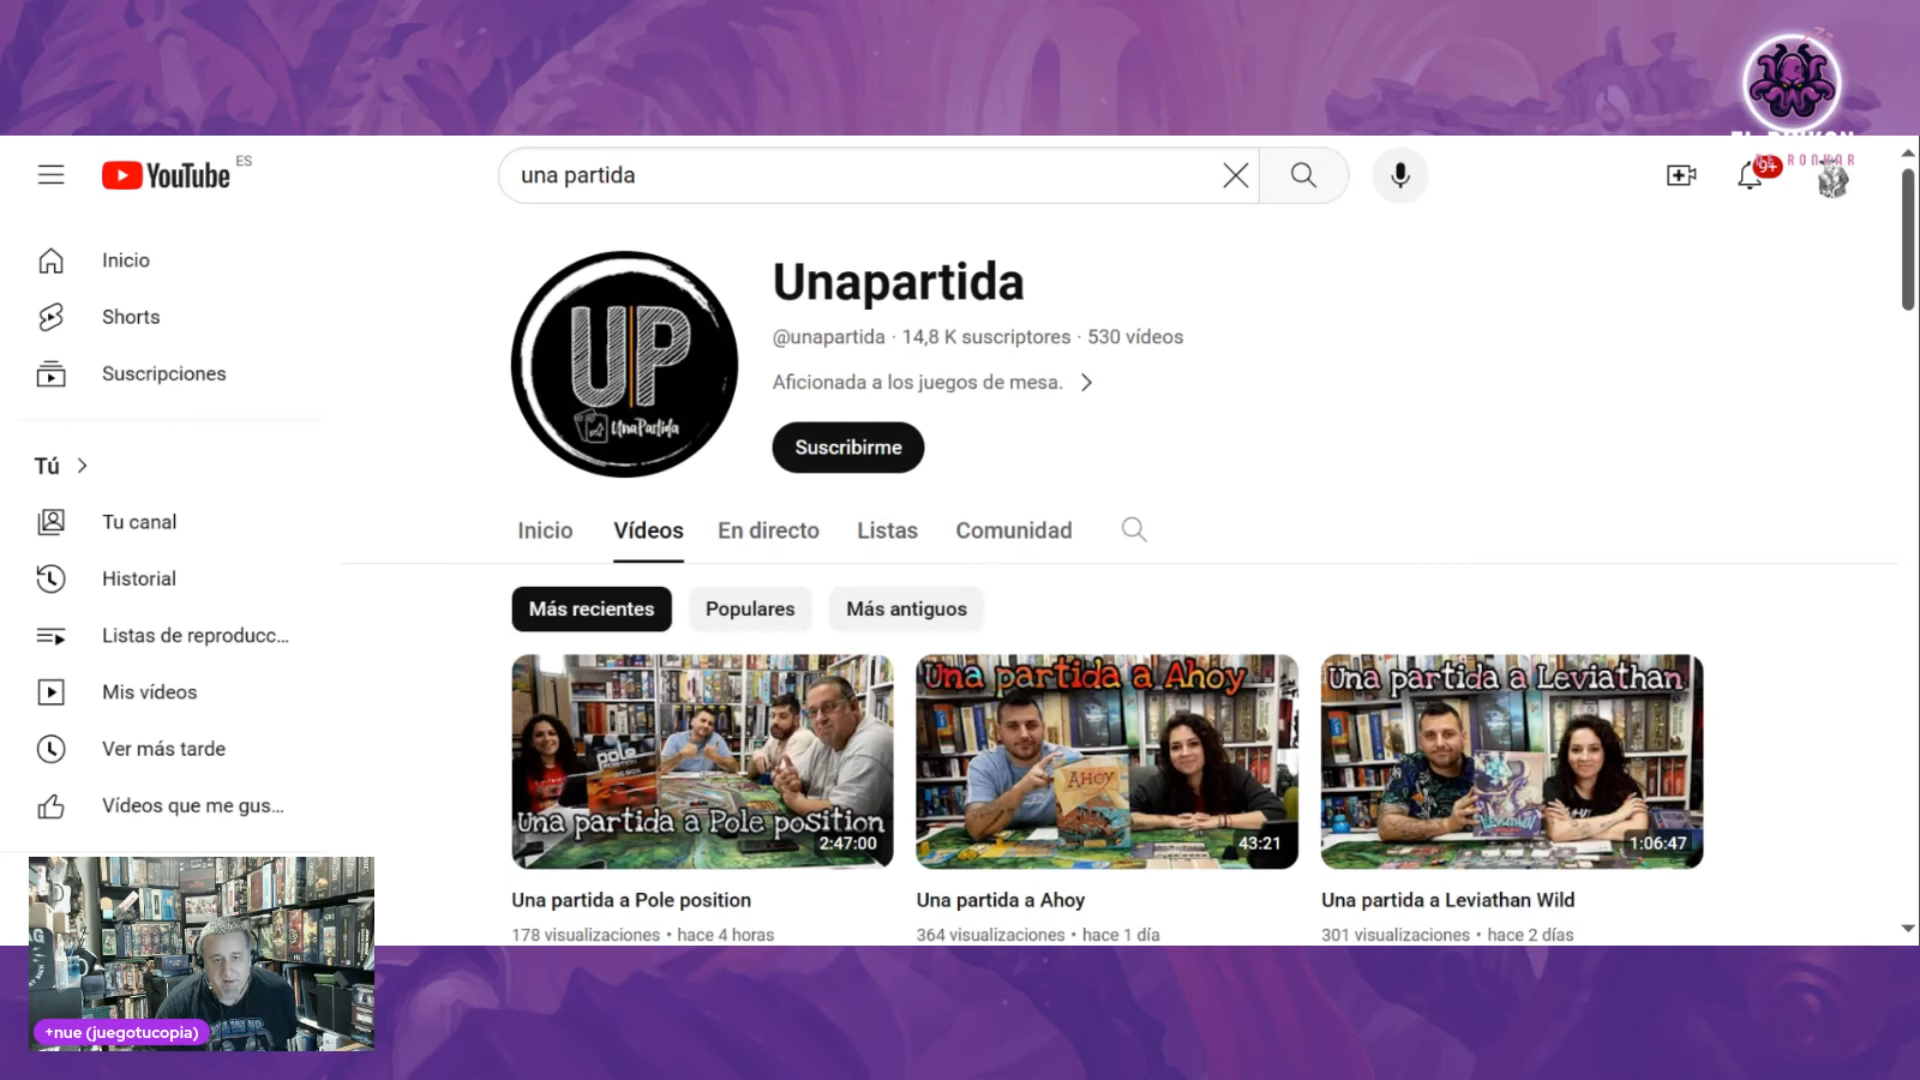 YouTube ES
una partida
9+
DE RONKAR
Inicio
Shorts
Suscripciones
Tú
Tu canal
Historial
Listas de reproducc...
Mis vídeos
Ver más tarde
Vídeos que me gus...
UP
UnaPartida
Unapartida
@unapartida · 14,8 K suscriptores · 530 vídeos
Aficionada a los juegos de mesa.
Suscribirme
Inicio
Vídeos
En directo
Listas
Comunidad
Más recientes
Populares
Más antiguos
pole
POSITION
Una partida a Pole position
2:47:00
Una partida a Ahoy
AHOY
43:21
Una partida a Leviathan
1:06:47
Una partida a Pole position
178 visualizaciones • hace 4 horas
Una partida a Ahoy
364 visualizaciones • hace 1 día
Una partida a Leviathan Wild
301 visualizaciones • hace 2 días
+nue (juegotucopia)